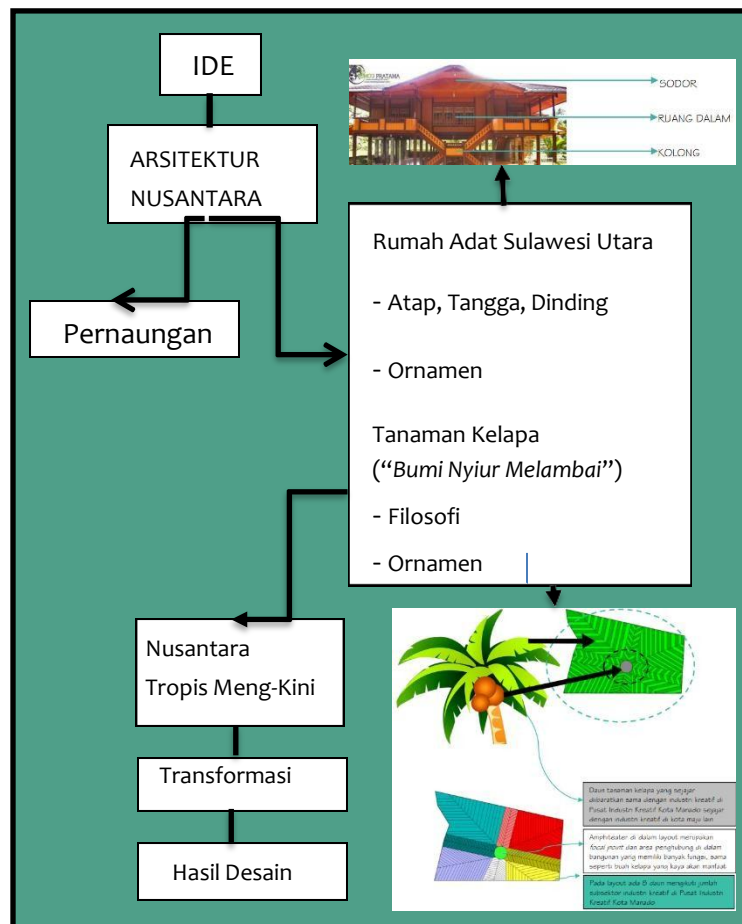 IDE
ARSITEKTUR
NUSANTARA
Pernaungan
PRATAMA
SODOR
RUANG DALAM
KOLONG
Rumah Adat Sulawesi Utara
- Atap, Tangga, Dinding
- Ornamen
Tanaman Kelapa
(“Bumi Nyiur Melambai”)
- Filosofi
- Ornamen
Nusantara
Tropis Meng-Kini
Transformasi
Hasil Desain
Daun tanaman kelapa yang sejajar
diibaratkan sama dengan industri kreatif di
Pusat Industri Kreatif Kota Manado sejajar
dengan industri kreatif di kota maju lain
Amphiteater di dalam layout merupakan
focal point dan area penghubung di dalam
bangunan yang memiliki banyak fungsi, sama
seperti buah kelapa yang kaya akan manfaat
Pada layout ada 8 daun mengikuti jumlah
subsektor industri kreatif di Pusat Industri
Kreatif Kota Manado